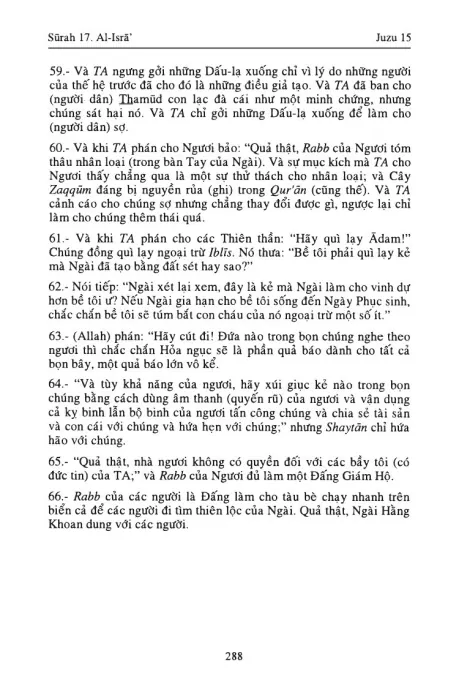 Sūrah 17. Al-Isrā’ Juzu 15
59.- Và TA ngưng gởi những Dấu-lạ xuống chỉ vì lý do những người
của thế hệ trước đã cho đó là những điều giả tạo. Và TA đã ban cho
(người dân) Thamūd con lạc đà cái như một minh chứng, nhưng
chúng sát hại nó. Và TA chỉ gởi những Dấu-lạ xuống để làm cho
(người dân) sợ.
60.- Và khi TA phán cho Ngươi bảo: “Quả thật, Rabb của Ngươi tóm
thâu nhân loại (trong bàn Tay của Ngài). Và sự mục kích mà TA cho
Ngươi thấy chẳng qua là một sự thử thách cho nhân loại; và Cây
Zaqqūm đáng bị nguyền rủa (ghi) trong Qur’ān (cũng thế). Và TA
cảnh cáo cho chúng sợ nhưng chẳng thay đổi được gì, ngược lại chỉ
làm cho chúng thêm thái quá.
61.- Và khi TA phán cho các Thiên thần: “Hãy quì lạy Ādam!”
Chúng đồng quì lạy ngoại trừ Iblīs. Nó thưa: “Bề tôi phải quì lạy kẻ
mà Ngài đã tạo bằng đất sét hay sao?”
62.- Nói tiếp: “Ngài xét lại xem, đây là kẻ mà Ngài làm cho vinh dự
hơn bề tôi ư? Nếu Ngài gia hạn cho bề tôi sống đến Ngày Phục sinh,
chắc chắn bề tôi sẽ túm bắt con cháu của nó ngoại trừ một số ít.”
63.- (Allah) phán: “Hãy cút đi! Đứa nào trong bọn chúng nghe theo
ngươi thì chắc chắn Hỏa ngục sẽ là phần quả báo dành cho tất cả
bọn bây, một quả báo lớn vô kể.
64.- “Và tùy khả năng của ngươi, hãy xúi giục kẻ nào trong bọn
chúng bằng cách dùng âm thanh (quyến rũ) của ngươi và vận dụng
cả kỵ binh lẫn bộ binh của ngươi tấn công chúng và chia sẻ tài sản
và con cái với chúng và hứa hẹn với chúng;” nhưng Shaytān chỉ hứa
hão với chúng.
65.- “Quả thật, nhà ngươi không có quyền đối với các bầy tôi (có
đức tin) của TA;” và Rabb của Ngươi đủ làm một Đấng Giám Hộ.
66.- Rabb của các người là Đấng làm cho tàu bè chạy nhanh trên
biển cả để các người đi tìm thiên lộc của Ngài. Quả thật, Ngài Hằng
Khoan dung với các người.
288